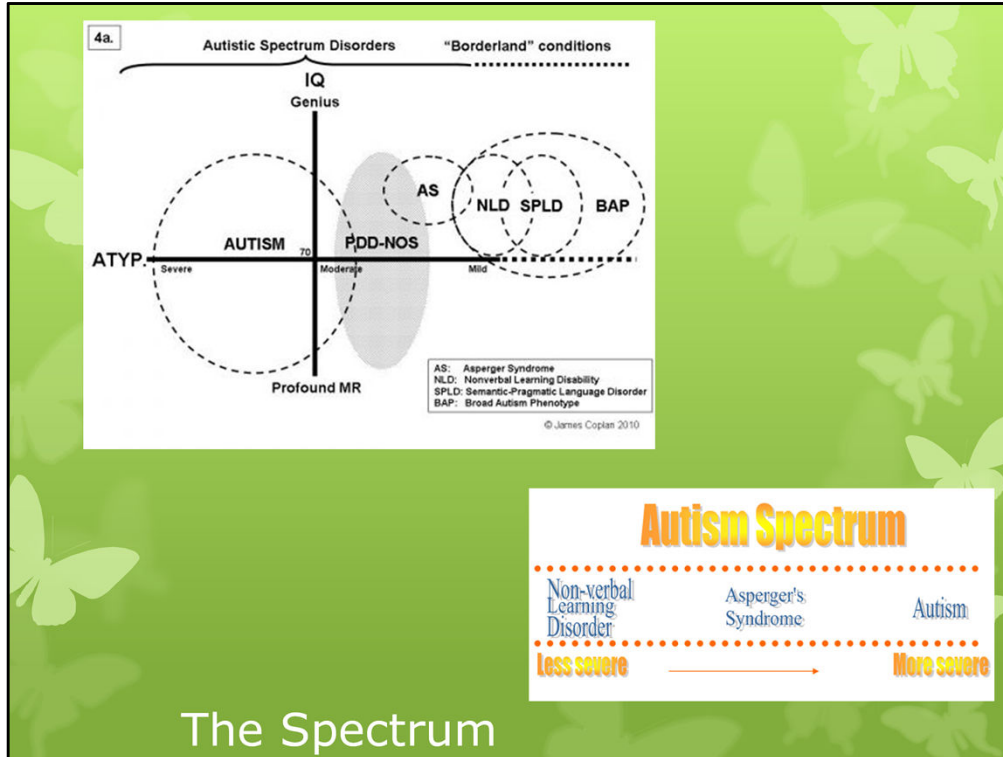 4a.
Autistic Spectrum Disorders
"Borderland" conditions
IQ
Genius
AS
NLD
SPLD
BAP
AUTISM
70
PDD-NOS
ATYP.
Severe
Moderate
Mild
Profound MR
AS: Asperger Syndrome
NLD: Nonverbal Learning Disability
SPLD: Semantic-Pragmatic Language Disorder
BAP: Broad Autism Phenotype
© James Coplan 2010
Autism Spectrum
Non-verbal
Learning
Disorder
Asperger's
Syndrome
Autism
Less severe
More severe
The Spectrum